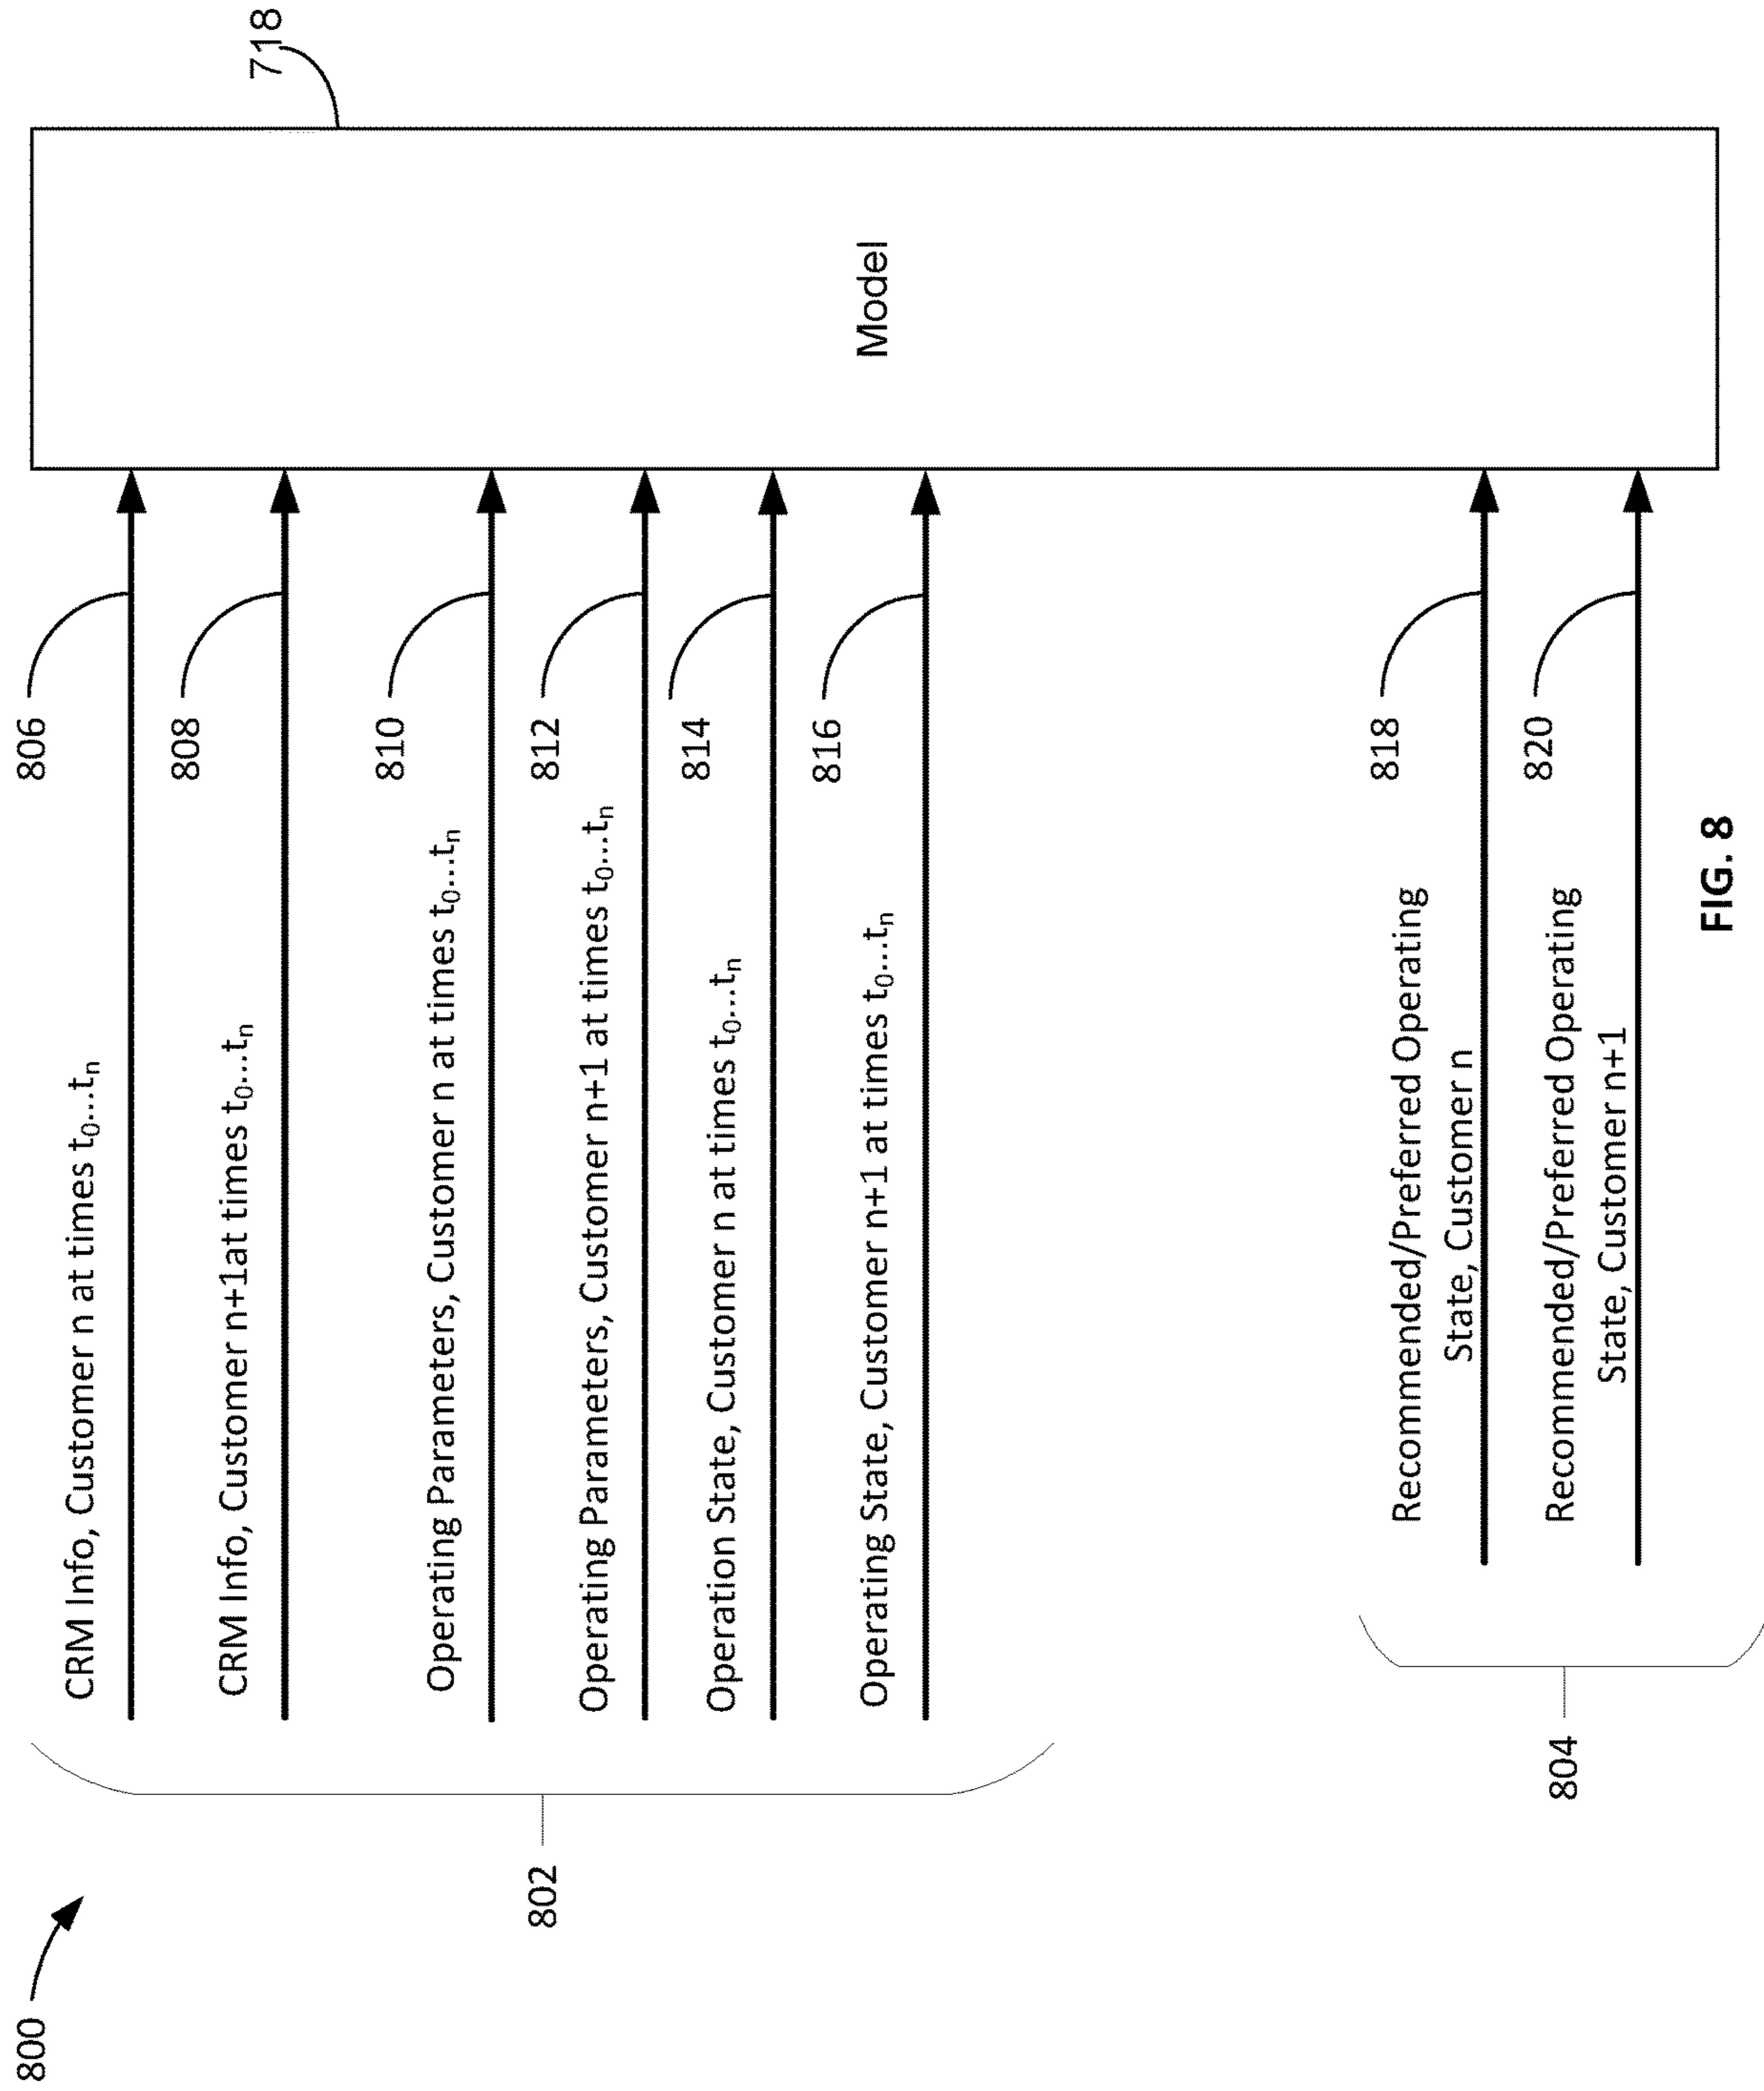 800
718
806
CRM Info, Customer n at times t₀...tₙ
808
CRM Info, Customer n+1at times t₀...tₙ
802
810
Operating Parameters, Customer n at times t₀...tₙ
812
Operating Parameters, Customer n+1 at times t₀...tₙ
814
Operation State, Customer n at times t₀...tₙ
816
Operating State, Customer n+1 at times t₀...tₙ
Model
804
818
Recommended/Preferred Operating
State, Customer n
820
Recommended/Preferred Operating
State, Customer n+1
FIG. 8